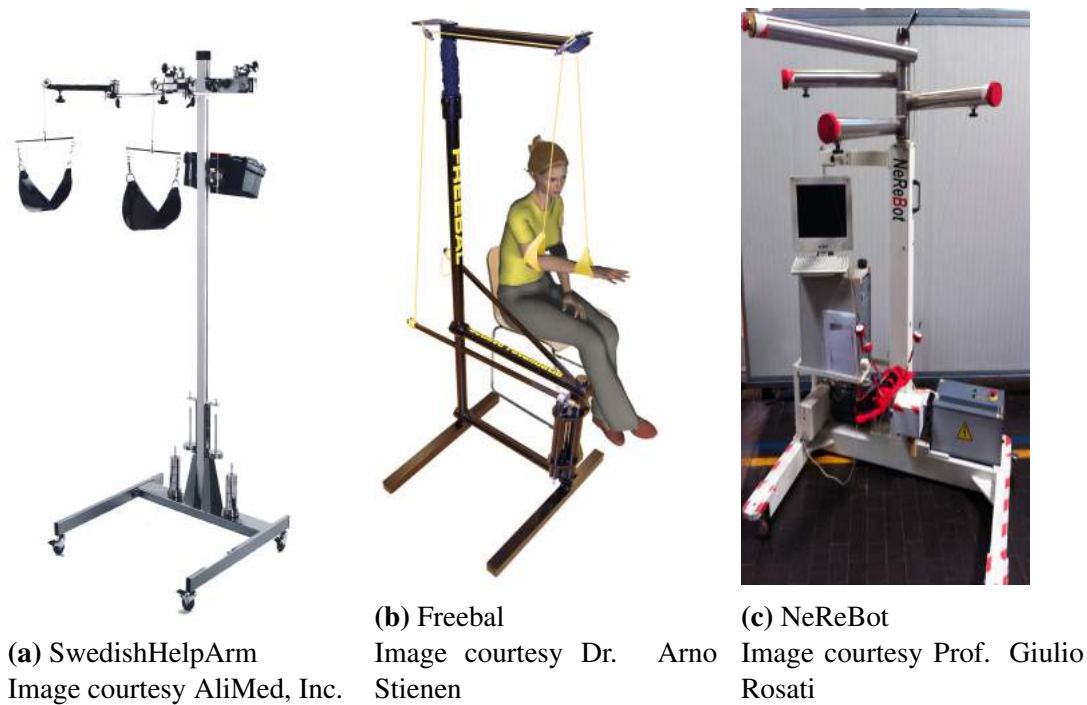 FREEBAL
NeReBot
(a) SwedishHelpArm
Image courtesy AliMed, Inc.
(b) Freebal
Image courtesy Dr. Arno
Stienen
(c) NeReBot
Image courtesy Prof. Giulio
Rosati